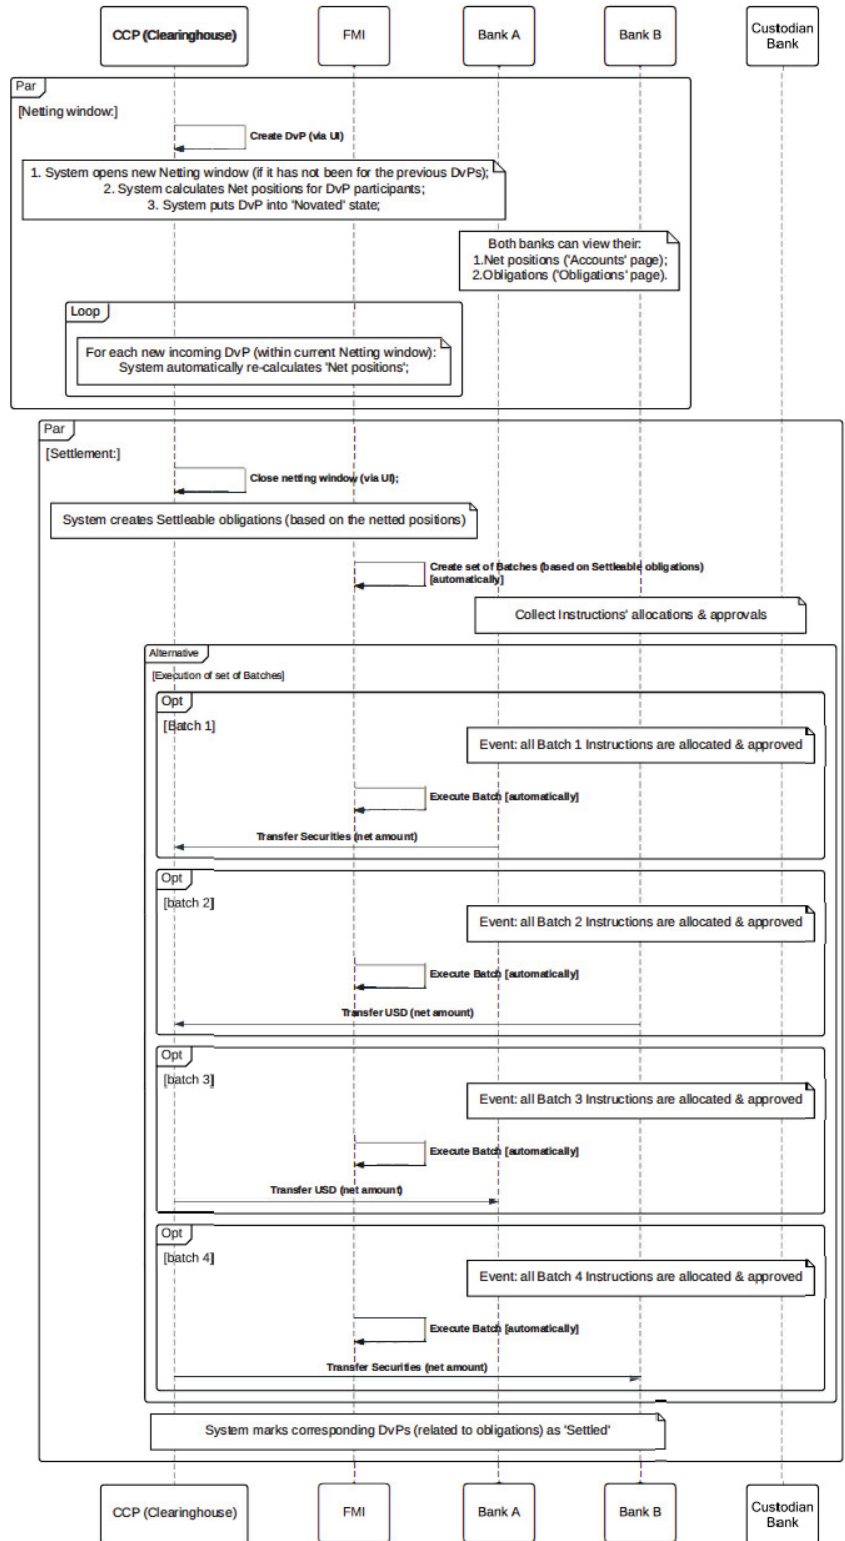 CCP (Clearinghouse)
FMI
Bank A
Bank B
Custodian
Bank
Par
[Netting window:]
Create DvP (via UI)
1. System opens new Netting window (if it has not been for the previous DvPs);
2. System calculates Net positions for DvP participants;
3. System puts DvP into 'Novated' state;
Both banks can view their:
1.Net positions ('Accounts' page);
2.Obligations ('Obligations' page).
Loop
For each new incoming DvP (within current Netting window):
System automatically re-calculates 'Net positions';
Par
[Settlement:]
Close netting window (via UI);
System creates Settleable obligations (based on the netted positions)
Create set of Batches (based on Settleable obligations)
[automatically]
Collect Instructions' allocations & approvals
Alternative
[Execution of set of Batches]
Opt
[Batch 1]
Event: all Batch 1 Instructions are allocated & approved
Execute Batch [automatically]
Transfer Securities (net amount)
Opt
[batch 2]
Event: all Batch 2 Instructions are allocated & approved
Execute Batch [automatically]
Transfer USD (net amount)
Opt
[batch 3]
Event: all Batch 3 Instructions are allocated & approved
Execute Batch [automatically]
Transfer USD (net amount)
Opt
[batch 4]
Event: all Batch 4 Instructions are allocated & approved
Execute Batch [automatically]
Transfer Securities (net amount)
System marks corresponding DvPs (related to obligations) as 'Settled'
CCP (Clearinghouse)
FMI
Bank A
Bank B
Custodian
Bank